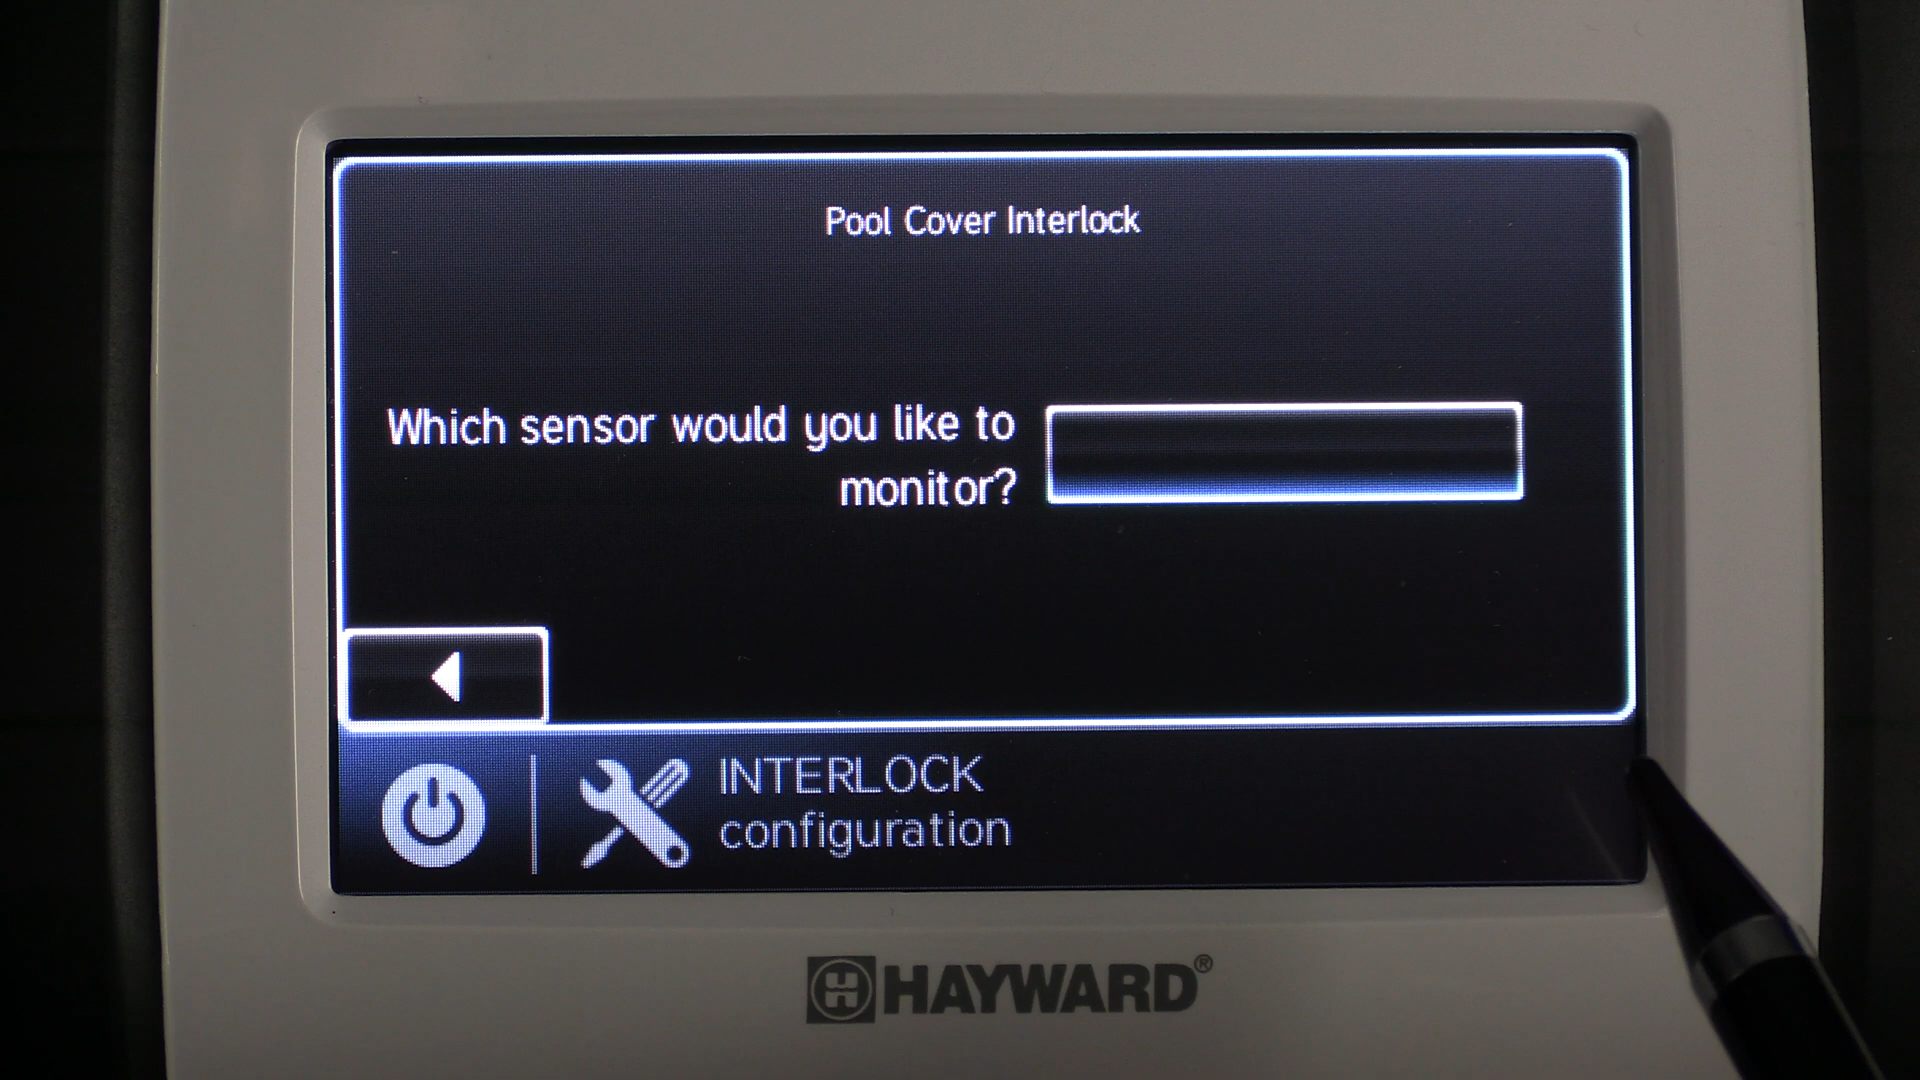 Pool Cover Interlock
Which sensor would you like to
monitor?
INTERLOCK
configuration
HAYWARD®